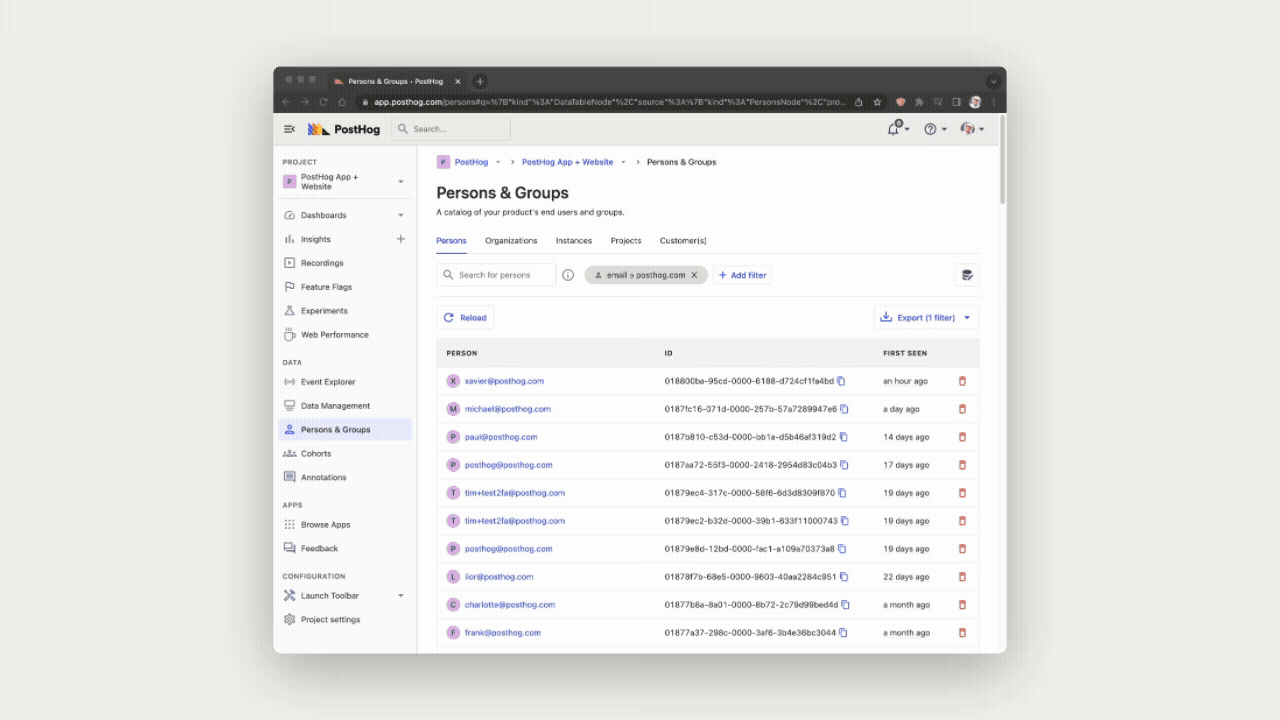 Persons & Groups • PostHog
app.posthog.com/persons#q=%7B"kind"%3A"DataTableNode"%2C"source"%3A%7B"kind"%3A"PersonsNode"%2C"pro...
PostHog
Search...
0
PROJECT
P
PostHog App +
Website
Dashboards
Insights
Recordings
Feature Flags
Experiments
Web Performance
DATA
Event Explorer
Data Management
Persons & Groups
Cohorts
Annotations
APPS
Browse Apps
Feedback
CONFIGURATION
Launch Toolbar
Project settings
P PostHog > PostHog App + Website > Persons & Groups
Persons & Groups
A catalog of your product's end users and groups.
Persons Organizations Instances Projects Customer(s)
Search for persons email ∋ posthog.com + Add filter
Reload Export (1 filter)
PERSON ID FIRST SEEN
X xavier@posthog.com 018800ba-95cd-0000-6188-d724cf1fa4bd an hour ago
M michael@posthog.com 0187fc16-071d-0000-257b-57a7289947e6 a day ago
P paul@posthog.com 0187b810-c53d-0000-bb1a-d5b46af319d2 14 days ago
P posthog@posthog.com 0187aa72-55f3-0000-2418-2954d83c04b3 17 days ago
T tim+test2fa@posthog.com 01879ec4-317c-0000-58f6-6d3d8309f870 19 days ago
T tim+test2fa@posthog.com 01879ec2-b32d-0000-39b1-633f11000743 19 days ago
P posthog@posthog.com 01879e8d-12bd-0000-fac1-a109a70373a8 19 days ago
L lior@posthog.com 01878f7b-68e5-0000-9603-40aa2284c951 22 days ago
C charlotte@posthog.com 01877b8a-8a01-0000-8b72-2c79d99bed4d a month ago
F frank@posthog.com 01877a37-298c-0000-3af6-3b4e36bc3044 a month ago